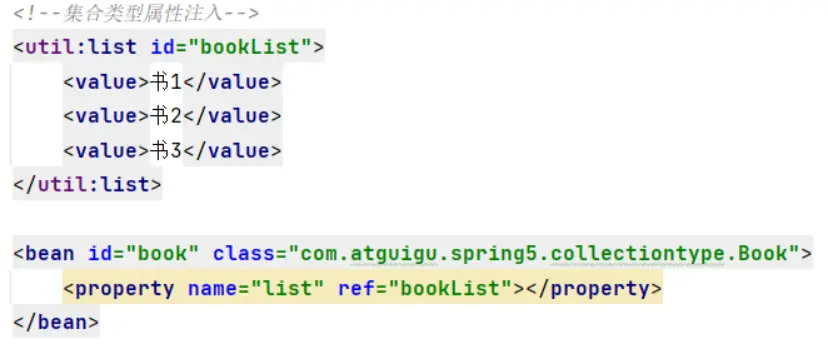 <!--集合类型属性注入-->
<util:list id="bookList">
    <value>书1</value>
    <value>书2</value>
    <value>书3</value>
</util:list>
<bean id="book" class="com.atguigu.spring5.collectiontype.Book">
    <property name="list" ref="bookList"></property>
</bean>